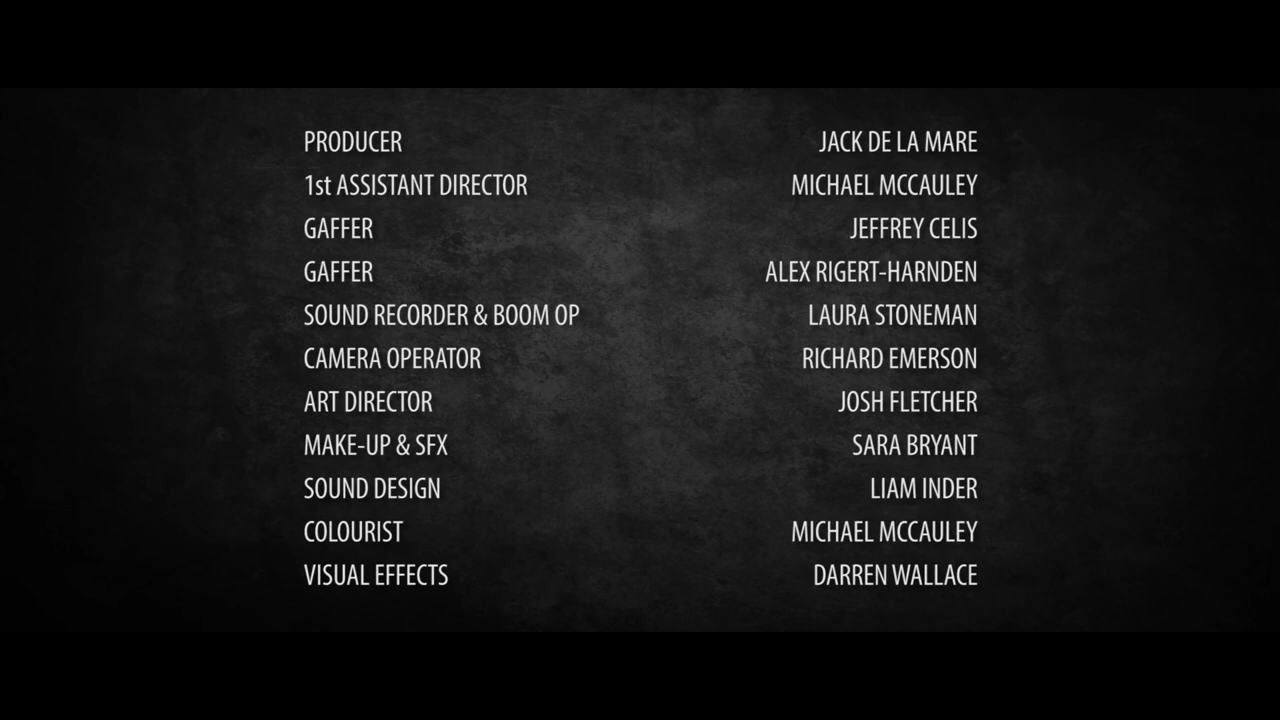 PRODUCER JACK DE LA MARE
1st ASSISTANT DIRECTOR MICHAEL MCCAULEY
GAFFER JEFFREY CELIS
GAFFER ALEX RIGERT-HARNDEN
SOUND RECORDER & BOOM OP LAURA STONEMAN
CAMERA OPERATOR RICHARD EMERSON
ART DIRECTOR JOSH FLETCHER
MAKE-UP & SFX SARA BRYANT
SOUND DESIGN LIAM INDER
COLOURIST MICHAEL MCCAULEY
VISUAL EFFECTS DARREN WALLACE